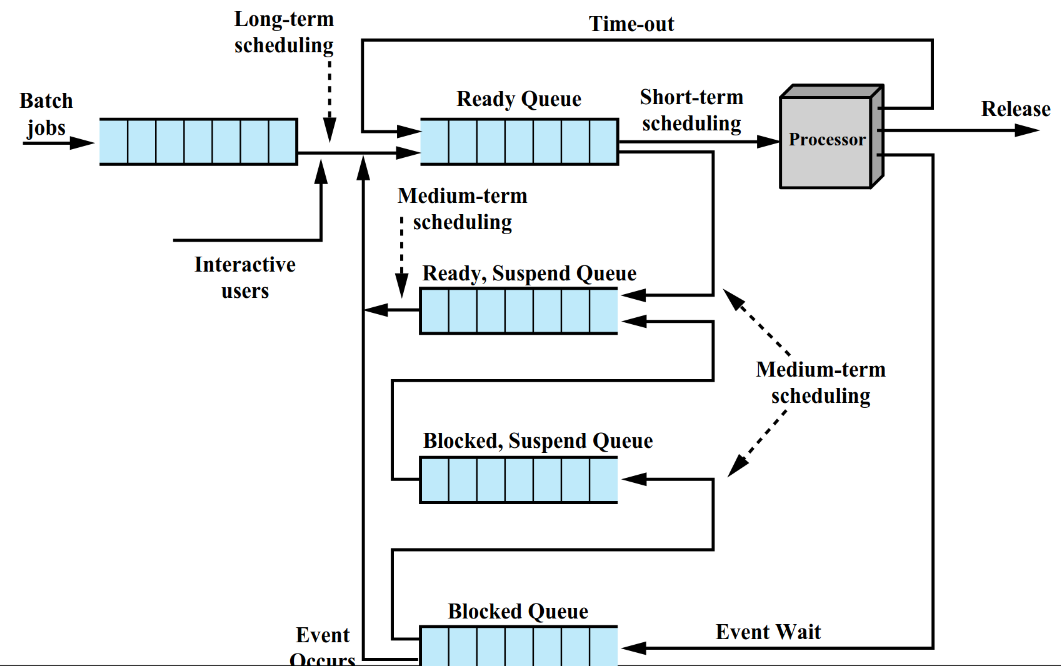 Long-term
scheduling
Time-out
Batch
jobs
Ready Queue
Short-term
scheduling
Release
Processor
Medium-term
scheduling
Interactive
users
Ready, Suspend Queue
Medium-term
scheduling
Blocked, Suspend Queue
Blocked Queue
Event Wait
Event
Occurs